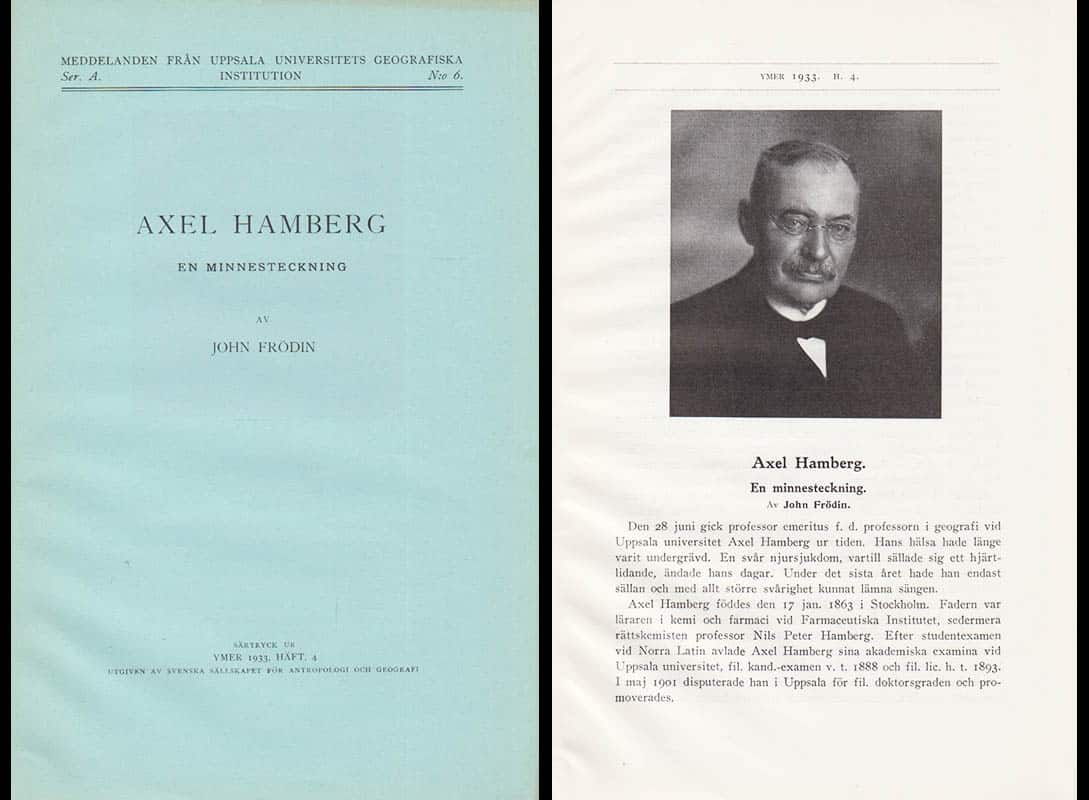 MEDDELANDEN FRÅN UPPSALA UNIVERSITETS GEOGRAFISKA
Ser. A. INSTITUTION N:o 6.
AXEL HAMBERG
EN MINNESTECKNING
AV
JOHN FRÖDIN
SÄRTRYCK UR
YMER 1933, HÄFT. 4
UTGIVEN AV SVENSKA SÄLLSKAPET FÖR ANTROPOLOGI OCH GEOGRAFI
YMER 1933. H. 4.
Axel Hamberg.
En minnesteckning.
Av John Frödin.
Den 28 juni gick professor emeritus f. d. professorn i geografi vid
Uppsala universitet Axel Hamberg ur tiden. Hans hälsa hade länge
varit undergrävd. En svår njursjukdom, vartill sällade sig ett hjärt-
lidande, ändade hans dagar. Under det sista året hade han endast
sällan och med allt större svårighet kunnat lämna sängen.
Axel Hamberg föddes den 17 jan. 1863 i Stockholm. Fadern var
läraren i kemi och farmaci vid Farmaceutiska Institutet, sedermera
rättskemisten professor Nils Peter Hamberg. Efter studentexamen
vid Norra Latin avlade Axel Hamberg sina akademiska examina vid
Uppsala universitet, fil. kand.-examen v. t. 1888 och fil. lic. h. t. 1893.
I maj 1901 disputerade han i Uppsala för fil. doktorsgraden och pro-
moverades.